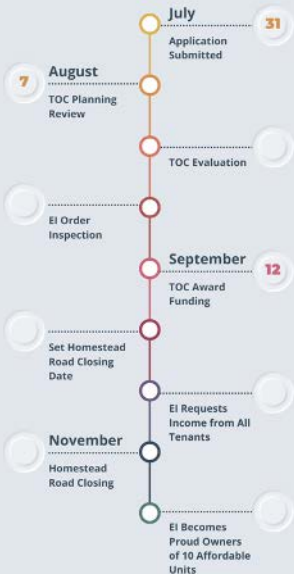 July
31
Application
Submitted
August
7
TOC Planning
Review
TOC Evaluation
EI Order
Inspection
September
12
TOC Award
Funding
Set Homestead
Road Closing
Date
EI Requests
Income from All
Tenants
November
Homestead
Road Closing
EI Becomes
Proud Owners
of 10 Affordable
Units